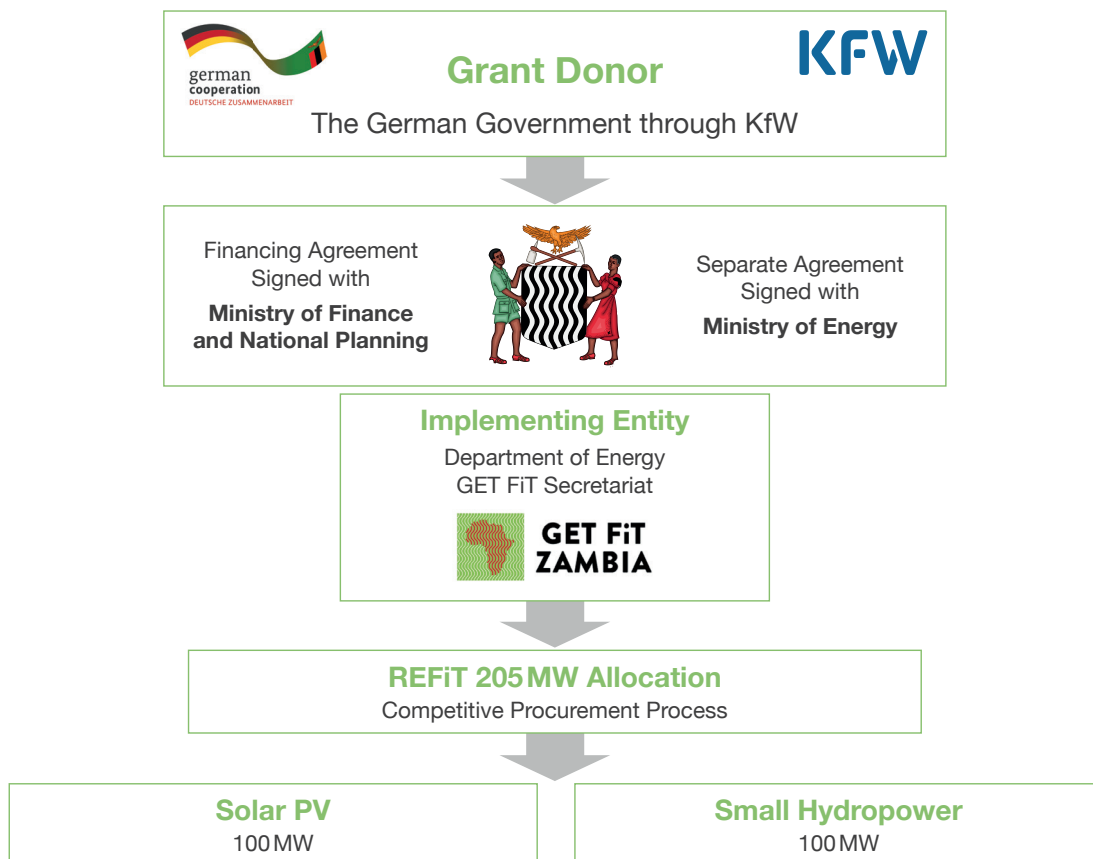 german
cooperation
DEUTSCHE ZUSAMMENARBEIT
KFW
Grant Donor
The German Government through KfW
Financing Agreement
Signed with
Ministry of Finance
and National Planning
Separate Agreement
Signed with
Ministry of Energy
Implementing Entity
Department of Energy
GET FiT Secretariat
GET FiT
ZAMBIA
REFiT 205 MW Allocation
Competitive Procurement Process
Solar PV
100 MW
Small Hydropower
100 MW